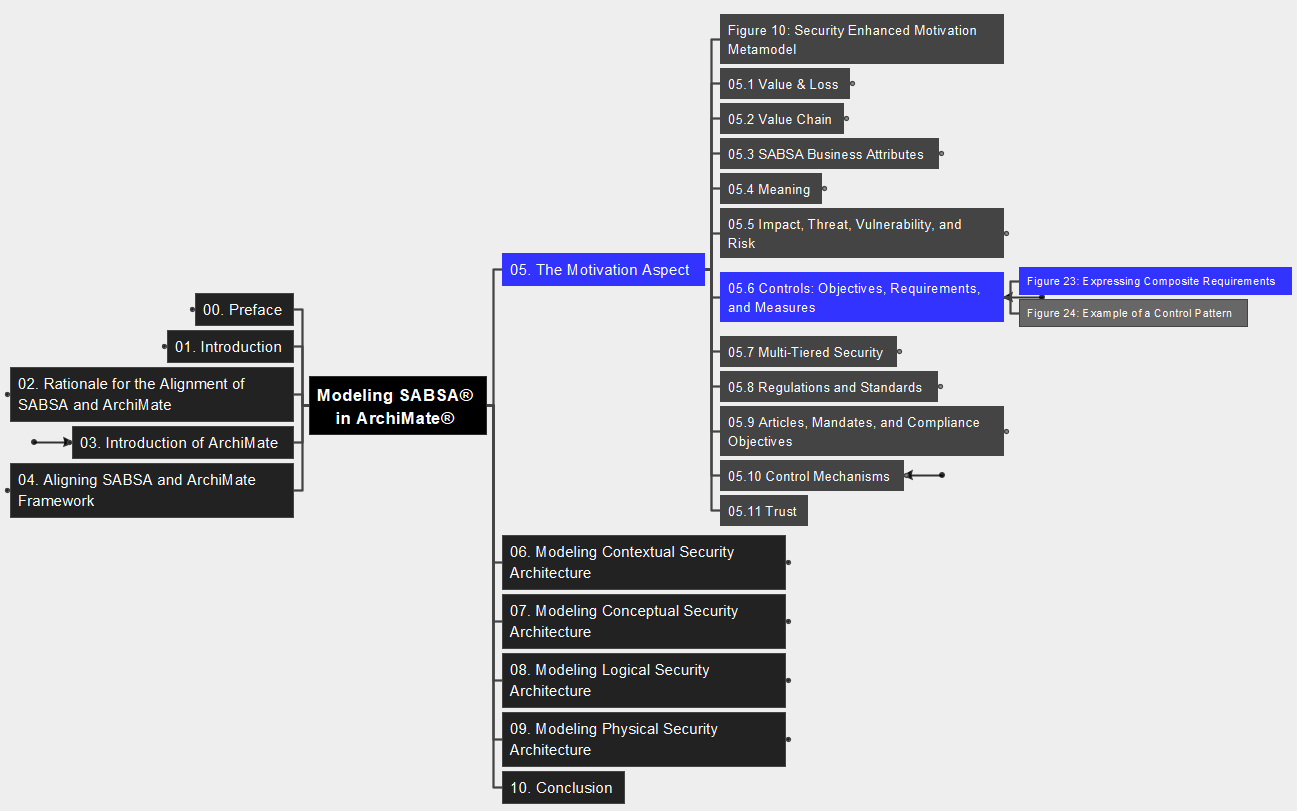 Modeling SABSA®
in ArchiMate®
00. Preface
01. Introduction
02. Rationale for the Alignment of
SABSA and ArchiMate
03. Introduction of ArchiMate
04. Aligning SABSA and ArchiMate
Framework
05. The Motivation Aspect
Figure 10: Security Enhanced Motivation
Metamodel
05.1 Value & Loss
05.2 Value Chain
05.3 SABSA Business Attributes
05.4 Meaning
05.5 Impact, Threat, Vulnerability, and
Risk
05.6 Controls: Objectives, Requirements,
and Measures
Figure 23: Expressing Composite Requirements
Figure 24: Example of a Control Pattern
05.7 Multi-Tiered Security
05.8 Regulations and Standards
05.9 Articles, Mandates, and Compliance
Objectives
05.10 Control Mechanisms
05.11 Trust
06. Modeling Contextual Security
Architecture
07. Modeling Conceptual Security
Architecture
08. Modeling Logical Security
Architecture
09. Modeling Physical Security
Architecture
10. Conclusion